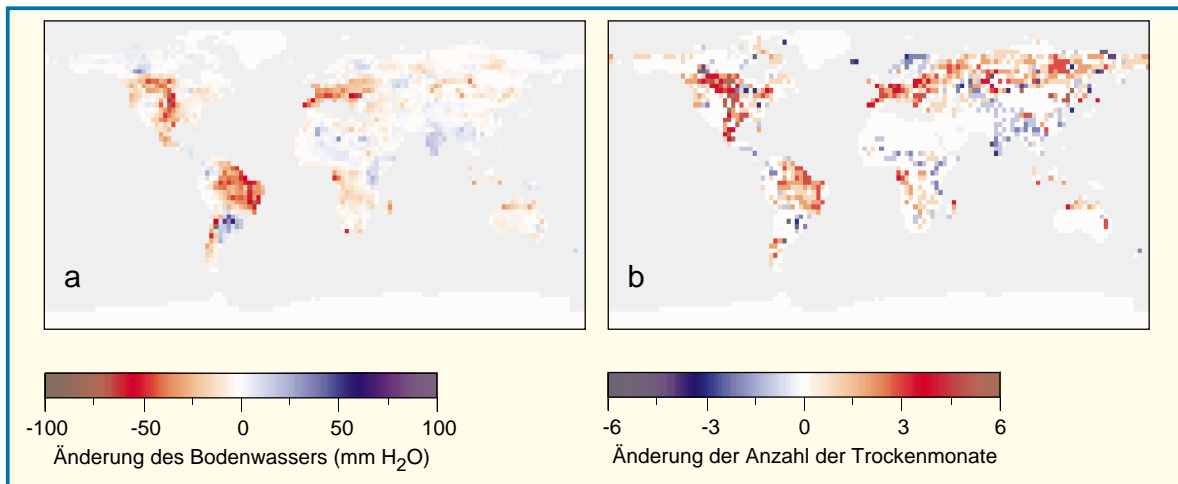 a
b
-100 -50 0 50 100
Änderung des Bodenwassers (mm H₂O)
-6 -3 0 3 6
Änderung der Anzahl der Trockenmonate